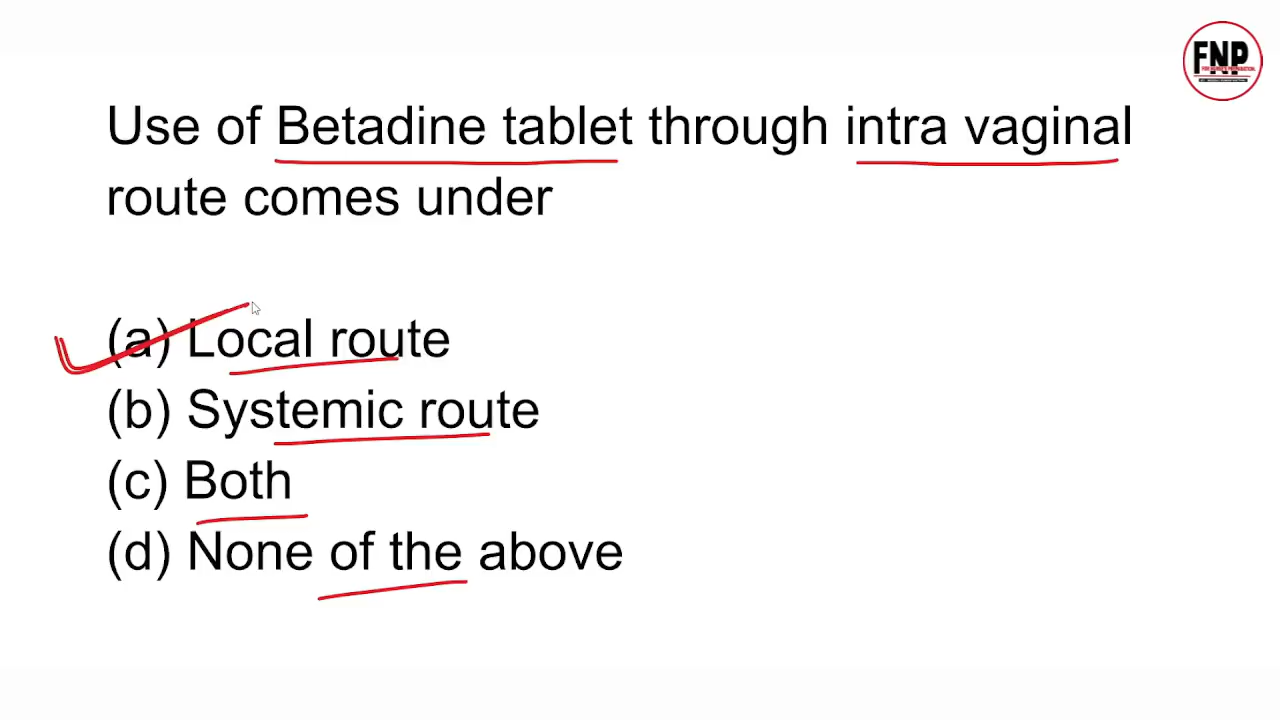 FNP
Use of Betadine tablet through intra vaginal
route comes under
(a) Local route
(b) Systemic route
(c) Both
(d) None of the above